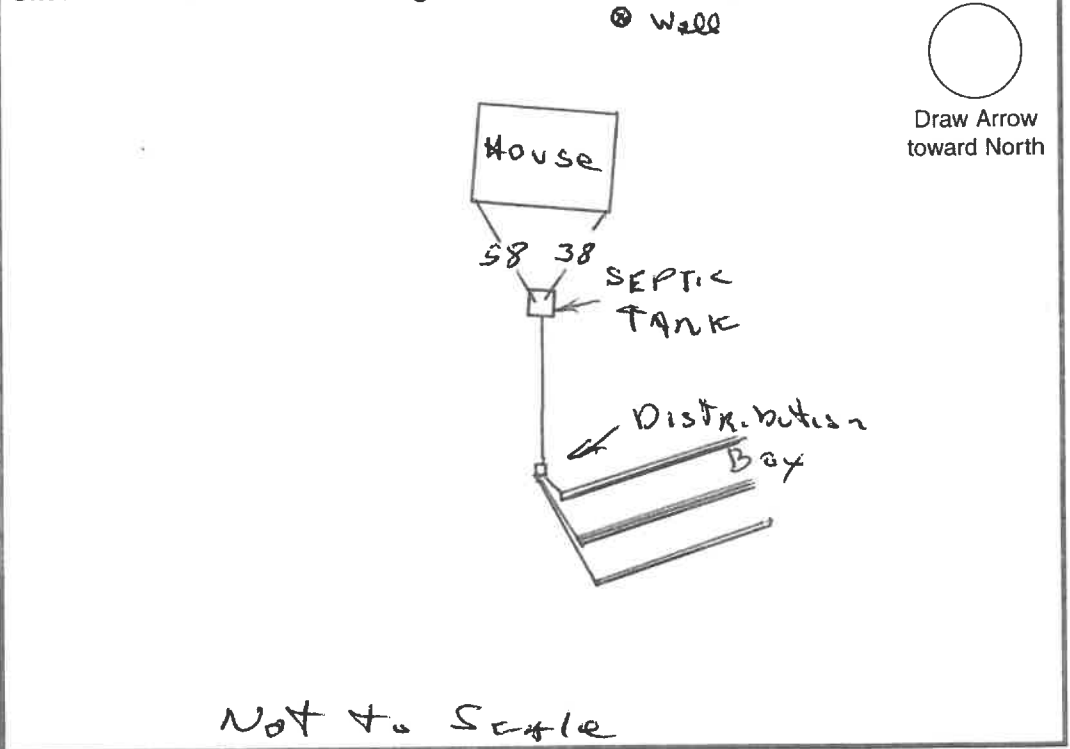 Well
Draw Arrow
toward North
House
58 38
SEPTIC
TANK
Distribution
Box
Not to Scale